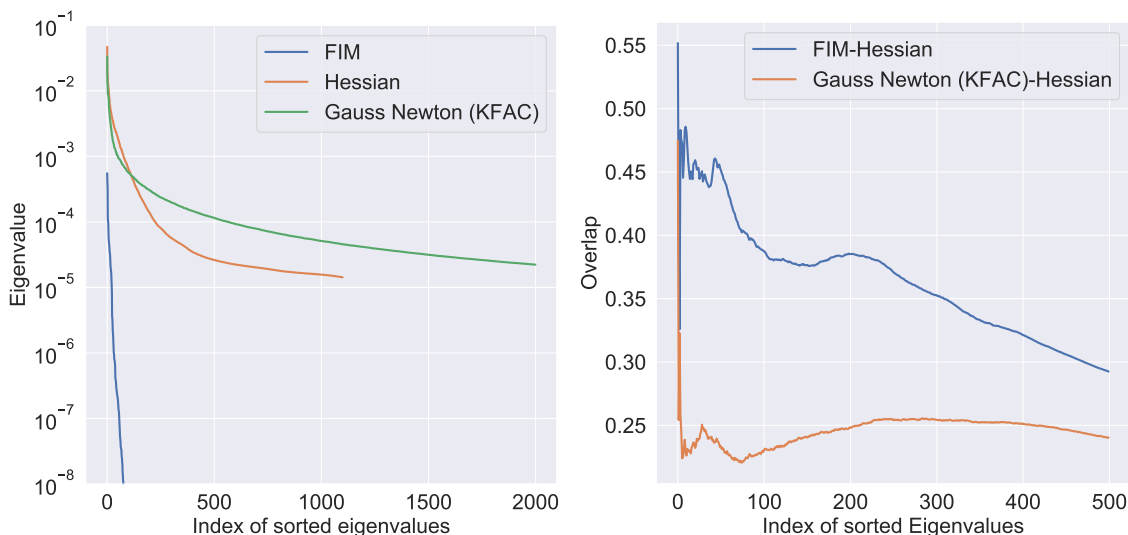 10⁻¹
10⁻²
10⁻³
10⁻⁴
10⁻⁵
10⁻⁶
10⁻⁷
10⁻⁸
Eigenvalue
FIM
Hessian
Gauss Newton (KFAC)
0 500 1000 1500 2000
Index of sorted eigenvalues
0.55
0.50
0.45
0.40
0.35
0.30
0.25
Overlap
FIM-Hessian
Gauss Newton (KFAC)-Hessian
0 100 200 300 400 500
Index of sorted Eigenvalues